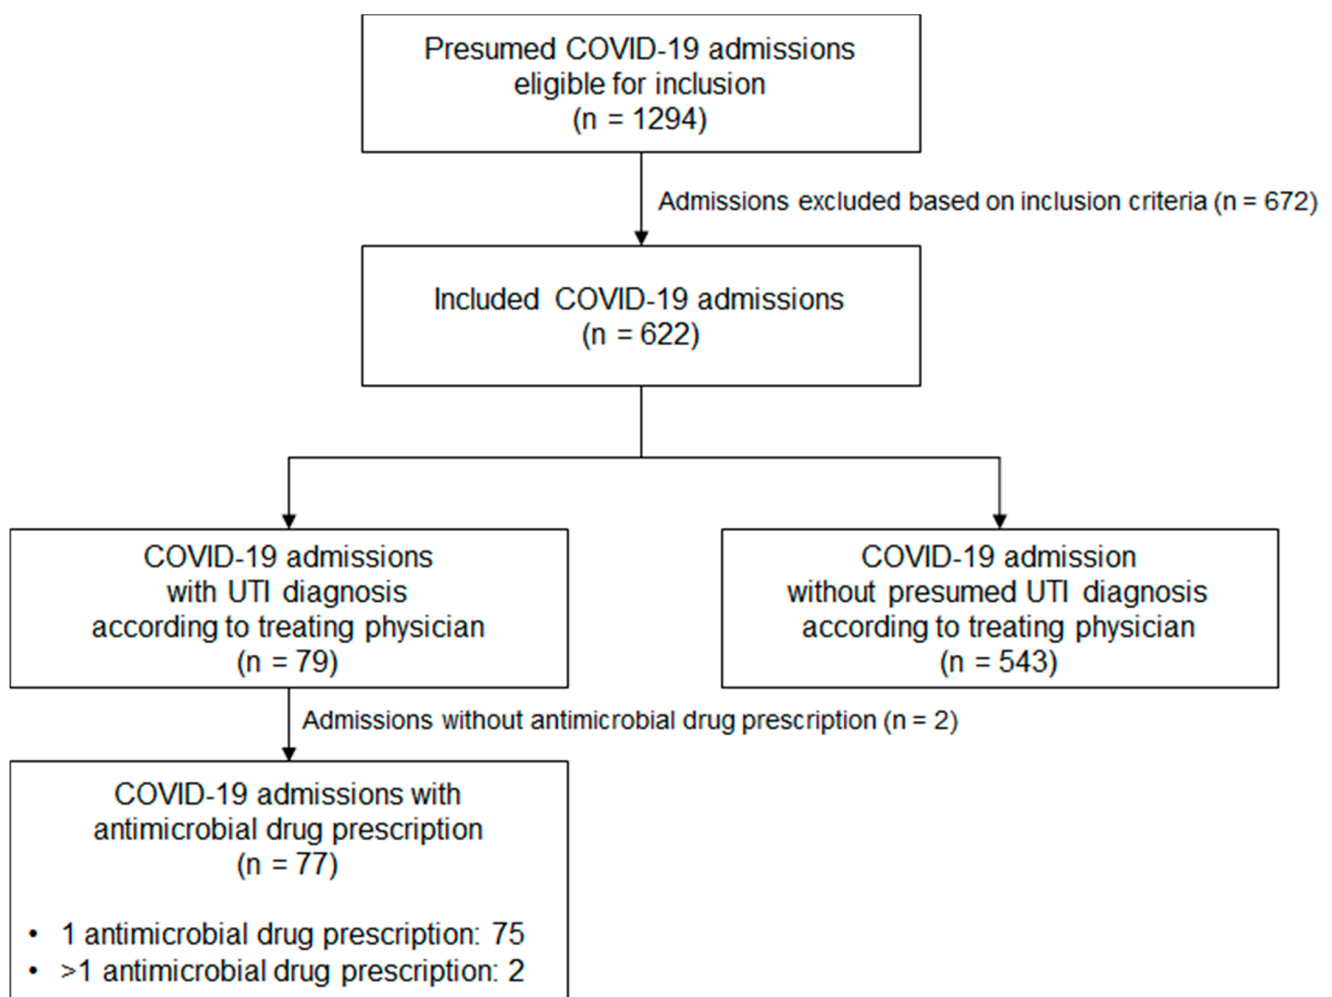 Presumed COVID-19 admissions
eligible for inclusion
(n = 1294)
Admissions excluded based on inclusion criteria (n = 672)
Included COVID-19 admissions
(n = 622)
COVID-19 admissions
with UTI diagnosis
according to treating physician
(n = 79)
COVID-19 admission
without presumed UTI diagnosis
according to treating physician
(n = 543)
Admissions without antimicrobial drug prescription (n = 2)
COVID-19 admissions with
antimicrobial drug prescription
(n = 77)
• 1 antimicrobial drug prescription: 75
• >1 antimicrobial drug prescription: 2